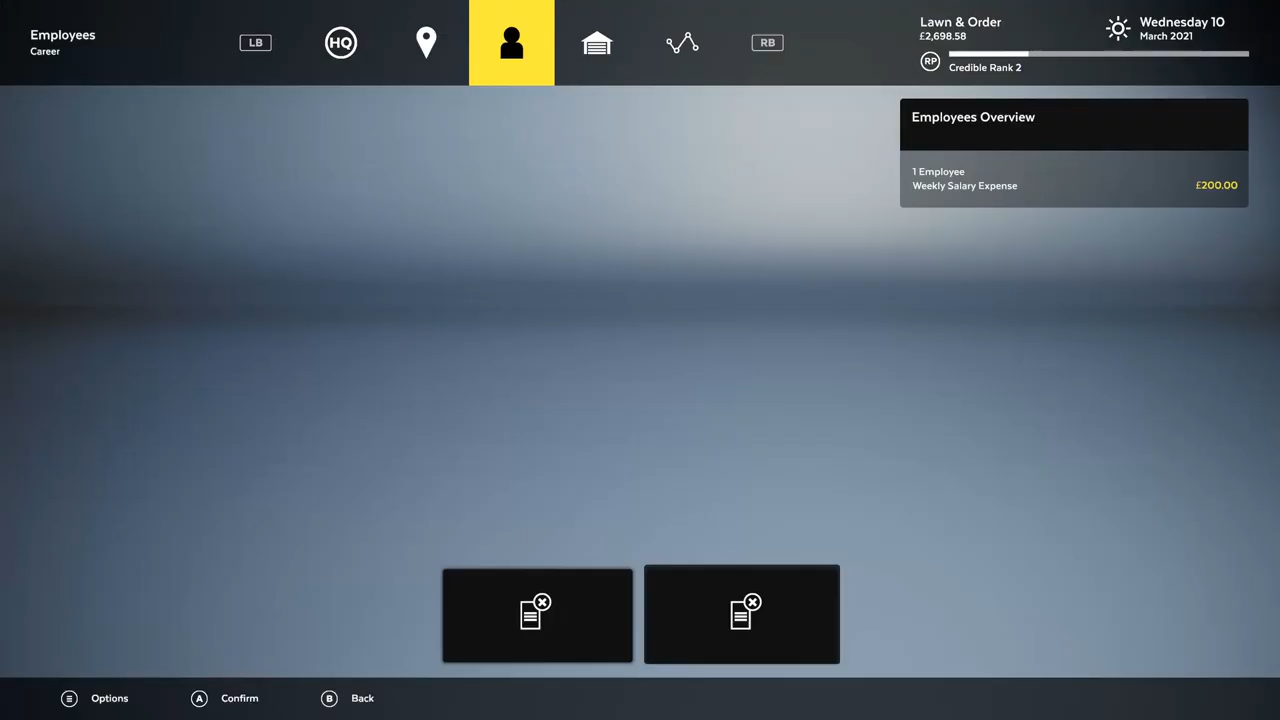 Employees
Career
LB
HQ
RB
Lawn & Order
£2,698.58
RP
Credible Rank 2
Wednesday 10
March 2021
Employees Overview
1 Employee
Weekly Salary Expense £200.00
Options
A Confirm
B Back